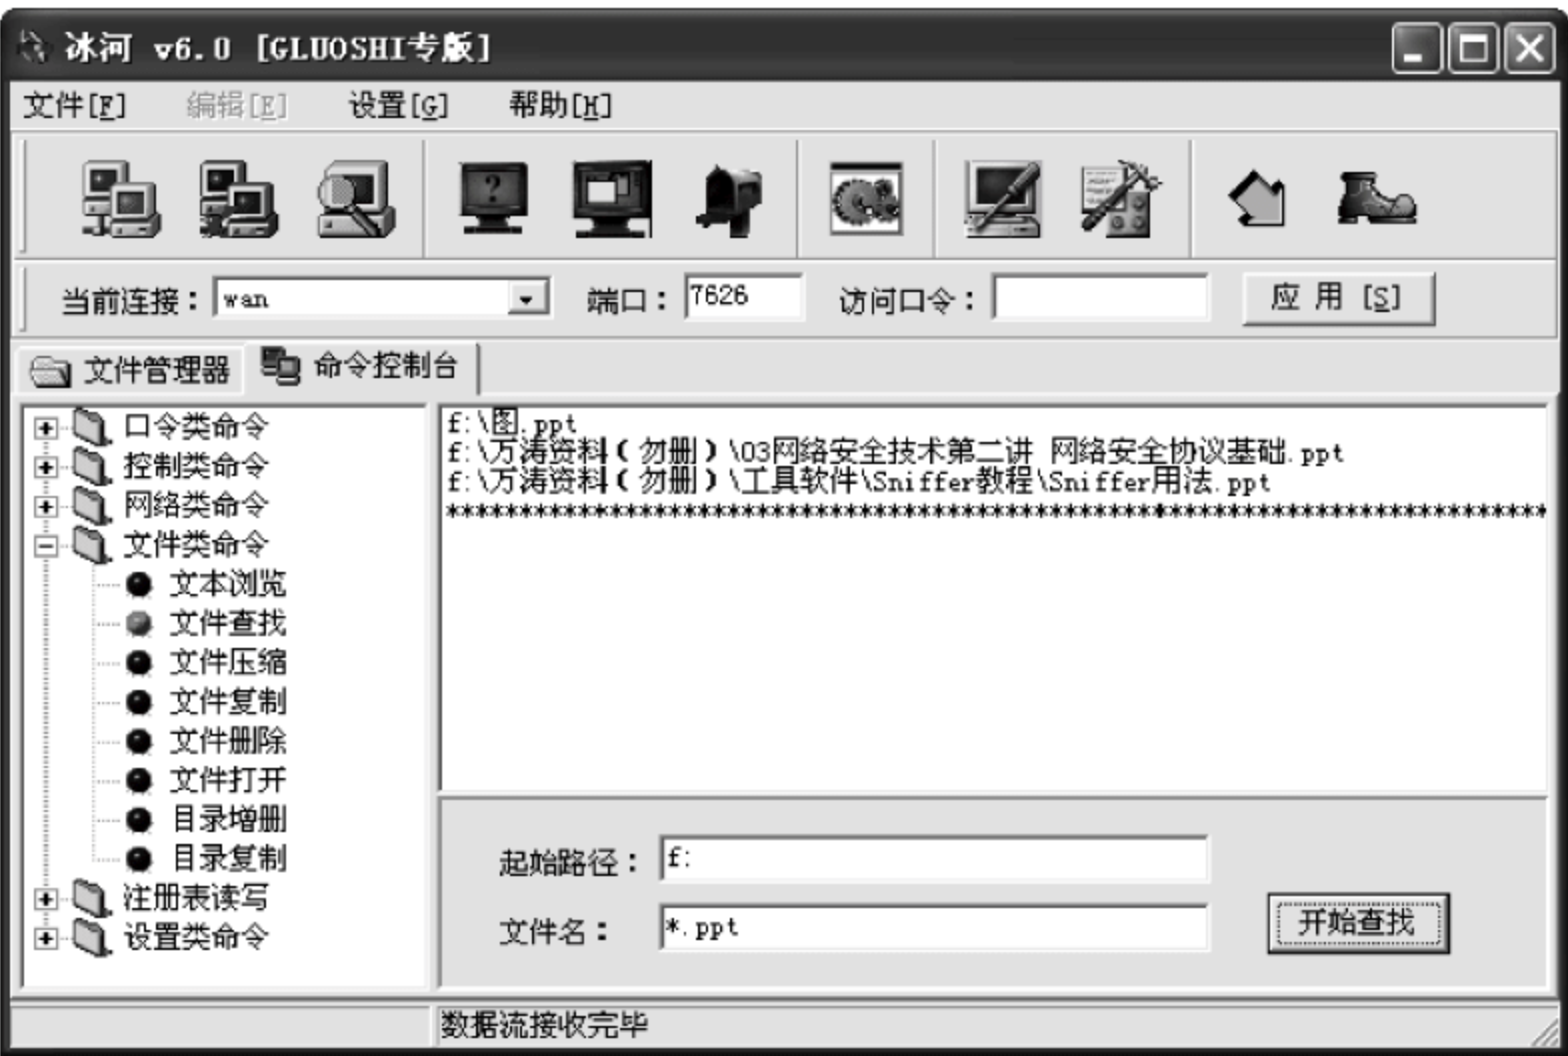 冰河 v6.0 [GLUOSHI专版]
文件[F] 编辑[E] 设置[G] 帮助[H]
?
当前连接： wan 端口： 7626 访问口令： 应 用 [S]
文件管理器 命令控制台
口令类命令
控制类命令
网络类命令
文件类命令
文本浏览
文件查找
文件压缩
文件复制
文件删除
文件打开
目录增删
目录复制
注册表读写
设置类命令
f:\图.ppt
f:\万涛资料(勿删)\03网络安全技术第二讲 网络安全协议基础.ppt
f:\万涛资料(勿删)\工具软件\Sniffer教程\Sniffer用法.ppt
***************************************************************************
起始路径： f:
文件名： *.ppt
开始查找
数据流接收完毕